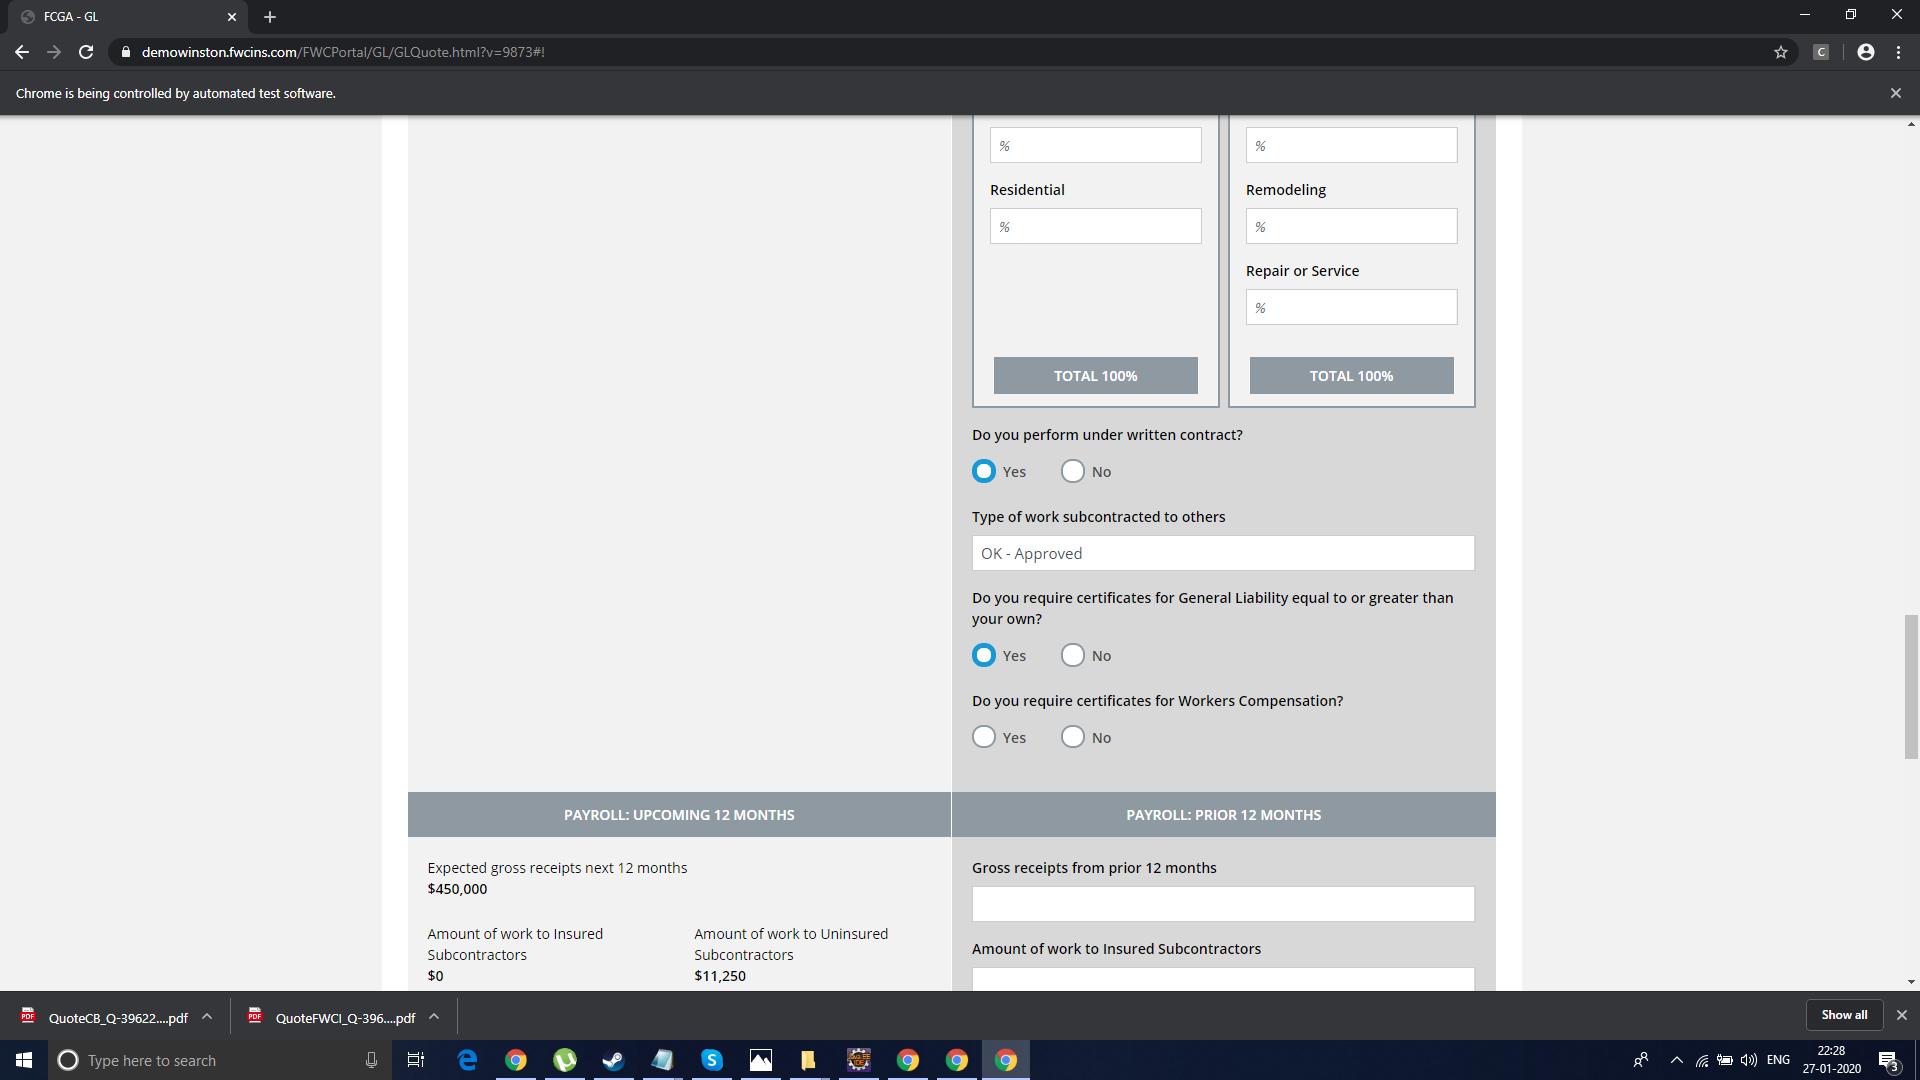 FCGA - GL
demowinston.fwcins.com/FWCPortal/GL/GLQuote.html?v=9873#!
C
Chrome is being controlled by automated test software.
%
%
Residential
Remodeling
%
%
Repair or Service
%
TOTAL 100%
TOTAL 100%
Do you perform under written contract?
Yes
No
Type of work subcontracted to others
OK - Approved
Do you require certificates for General Liability equal to or greater than
your own?
Yes
No
Do you require certificates for Workers Compensation?
Yes
No
PAYROLL: UPCOMING 12 MONTHS
PAYROLL: PRIOR 12 MONTHS
Expected gross receipts next 12 months
$450,000
Gross receipts from prior 12 months
Amount of work to Insured
Subcontractors
$0
Amount of work to Uninsured
Subcontractors
$11,250
Amount of work to Insured Subcontractors
PDF
QuoteCB_Q-39622....pdf
PDF
QuoteFWCI_Q-396....pdf
Show all
Type here to search
ENG
22:28
27-01-2020
3